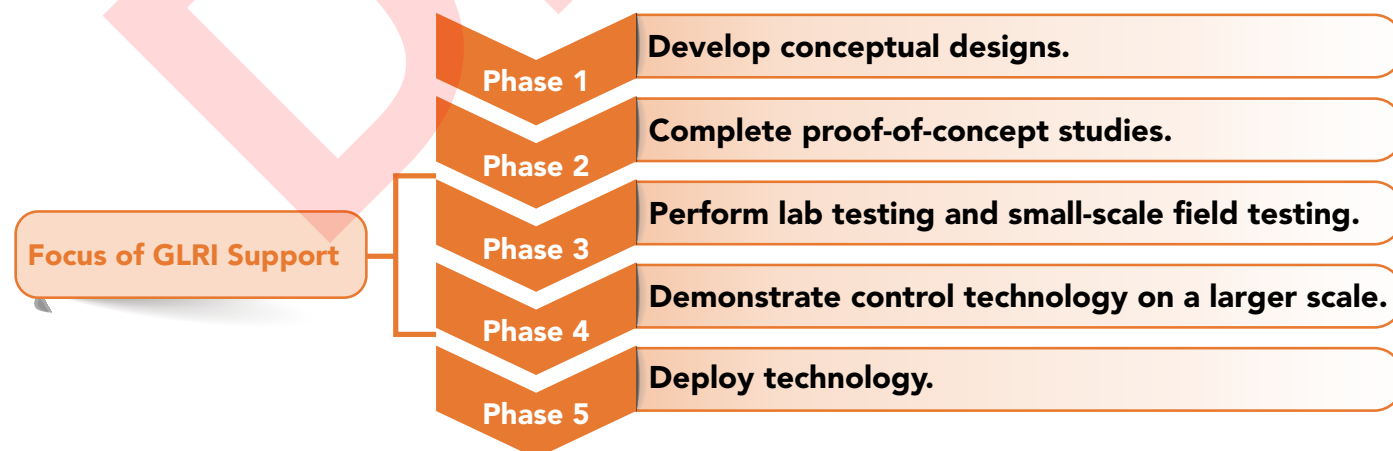 Phase 1
Develop conceptual designs.
Phase 2
Complete proof-of-concept studies.
Focus of GLRI Support
Phase 3
Perform lab testing and small-scale field testing.
Phase 4
Demonstrate control technology on a larger scale.
Phase 5
Deploy technology.